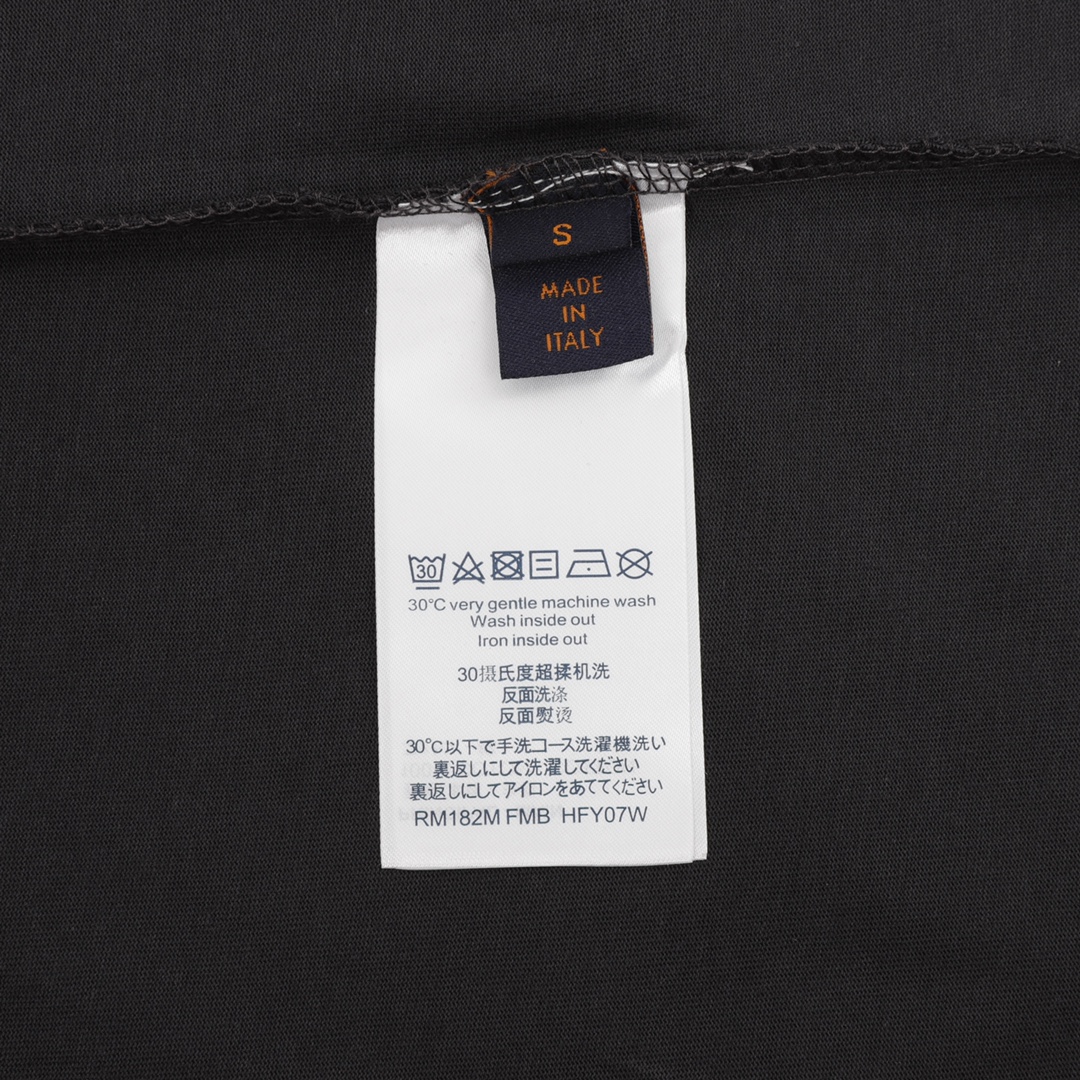 S
MADE
IN
ITALY
30
30℃ very gentle machine wash
Wash inside out
Iron inside out
30摄氏度超揉机洗
反面洗涤
反面熨烫
30℃以下で手洗コース洗濯機洗い
裏返しにして洗濯してください
裏返しにしてアイロンをあててください
RM182M FMB HFY07W